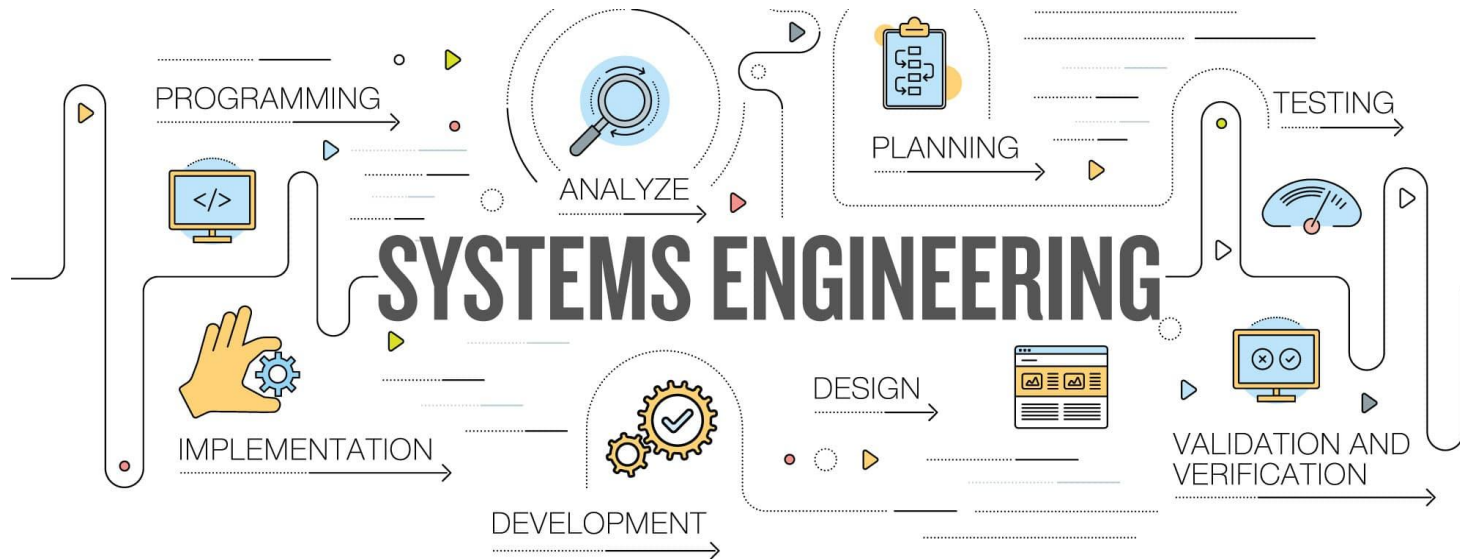 PROGRAMMING
ANALYZE
PLANNING
TESTING
</>
SYSTEMS ENGINEERING
IMPLEMENTATION
DEVELOPMENT
DESIGN
VALIDATION AND
VERIFICATION